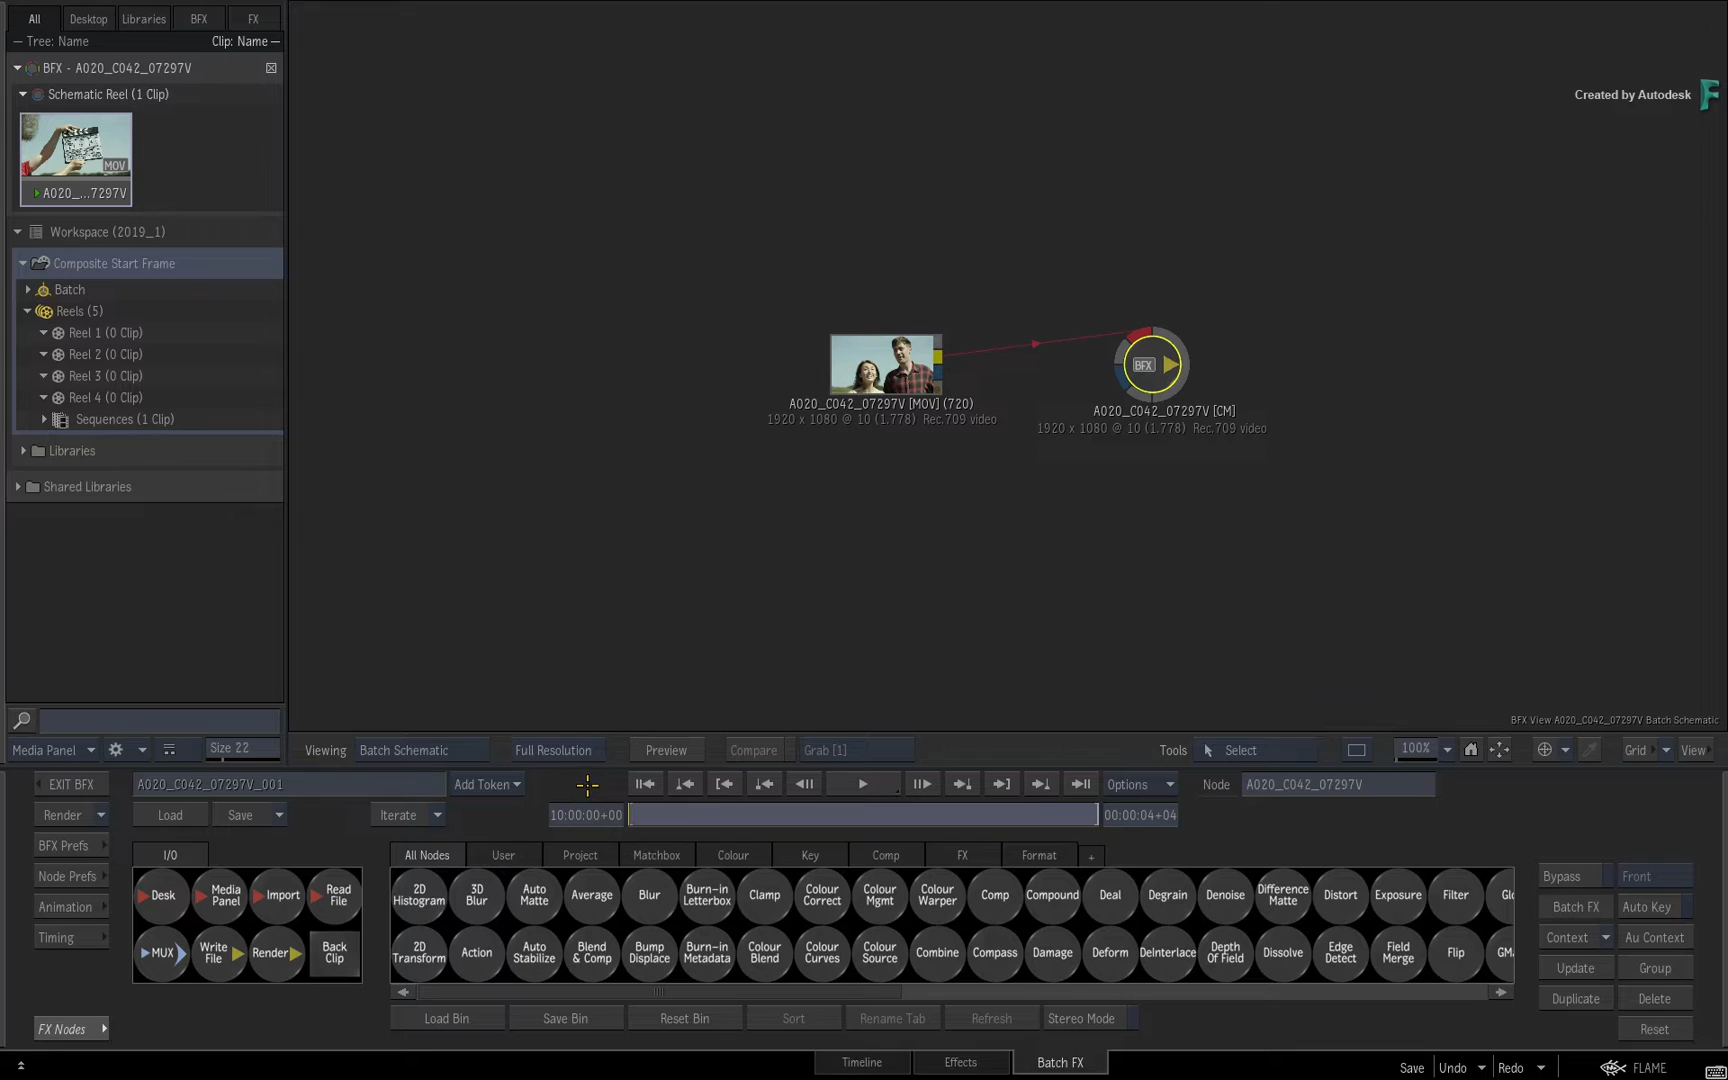 All Desktop Libraries BFX FX
Tree: Name Clip: Name
BFX - A020_C042_07297V
Schematic Reel (1 Clip)
MOV
A020_...7297V
Workspace (2019_1)
Composite Start Frame
Batch
Reels (5)
Reel 1 (0 Clip)
Reel 2 (0 Clip)
Reel 3 (0 Clip)
Reel 4 (0 Clip)
Sequences (1 Clip)
Libraries
Shared Libraries
Created by Autodesk
BFX
A020_C042_07297V [MOV] (720)
1920 x 1080 @ 10 (1.778) Rec.709 video
A020_C042_07297V [CM]
1920 x 1080 @ 10 (1.778) Rec.709 video
BFX View A020_C042_07297V Batch Schematic
Media Panel Size 22 Viewing Batch Schematic Full Resolution Preview Compare Grab [1] Tools Select 100% Grid View
EXIT BFX A020_C042_07297V_001 Add Token Options Node A020_C042_07297V
Render Load Save Iterate 10:00:00+00 00:00:04+04
BFX Prefs I/O All Nodes User Project Matchbox Colour Key Comp FX Format +
Node Prefs
Animation
Timing
FX Nodes
Desk Media Panel Import Read File
MUX Write File Render Back Clip
2D Histogram 3D Blur Auto Matte Average Blur Burn-in Letterbox Clamp Colour Correct Colour Mgmt Colour Warper Comp Compound Deal Degrain Denoise Difference Matte Distort Exposure Filter Glo
2D Transform Action Auto Stabilize Blend & Comp Bump Displace Burn-in Metadata Colour Blend Colour Curves Colour Source Combine Compass Damage Deform DeInterlace Depth Of Field Dissolve Edge Detect Field Merge Flip GMa
Load Bin Save Bin Reset Bin Sort Rename Tab Refresh Stereo Mode
Bypass Front
Batch FX Auto Key
Context Au Context
Update Group
Duplicate Delete
Reset
Timeline Effects Batch FX Save Undo Redo FLAME